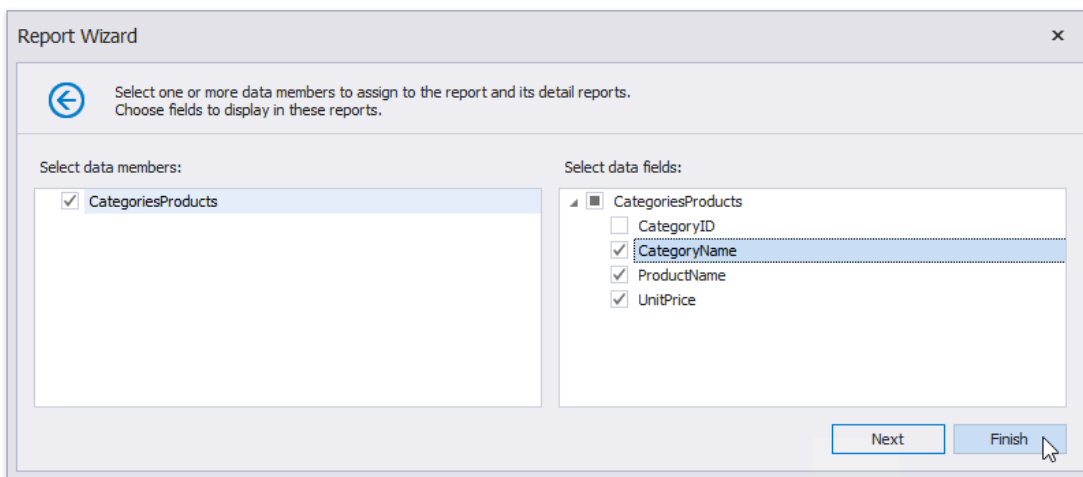 Report Wizard
Select one or more data members to assign to the report and its detail reports.
Choose fields to display in these reports.
Select data members:
Select data fields:
CategoriesProducts
CategoriesProducts
CategoryID
CategoryName
ProductName
UnitPrice
Next
Finish